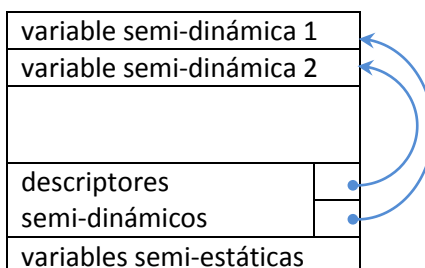 variable semi-dinámica 1
variable semi-dinámica 2
descriptores
semi-dinámicos
variables semi-estáticas